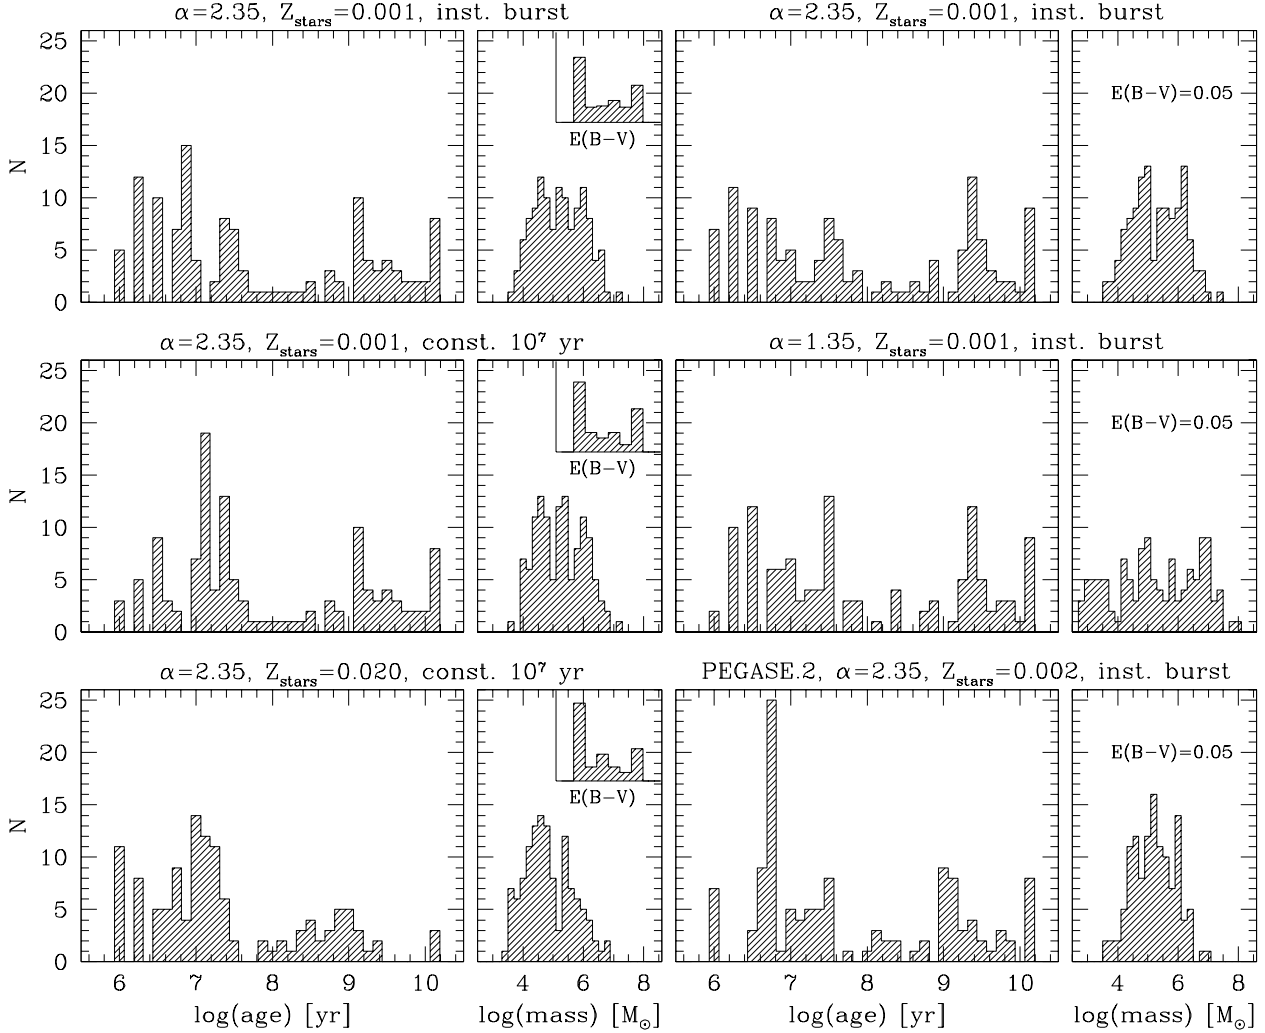 α=2.35, Z_stars=0.001, inst. burst
α=2.35, Z_stars=0.001, inst. burst
25
20
15
10
5
0
N
E(B−V)
E(B−V)=0.05
α=2.35, Z_stars=0.001, const. 10⁷ yr
α=1.35, Z_stars=0.001, inst. burst
25
20
15
10
5
0
N
E(B−V)
E(B−V)=0.05
α=2.35, Z_stars=0.020, const. 10⁷ yr
PEGASE.2, α=2.35, Z_stars=0.002, inst. burst
25
20
15
10
5
0
N
E(B−V)
E(B−V)=0.05
6 7 8 9 10
4 6 8
6 7 8 9 10
4 6 8
log(age) [yr]
log(mass) [M⊙]
log(age) [yr]
log(mass) [M⊙]